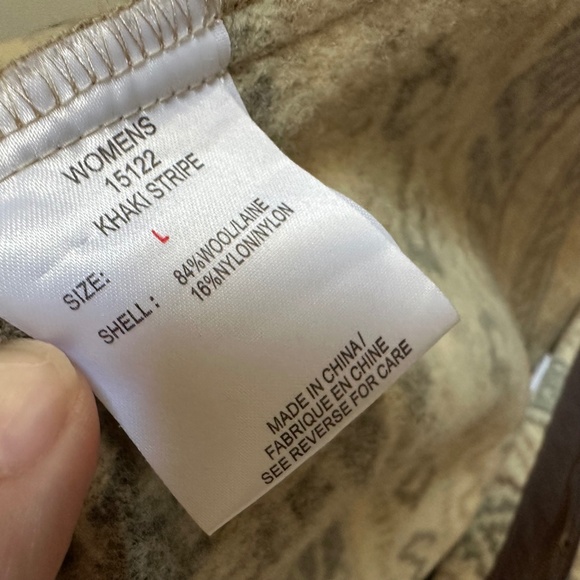 WOMENS
15122
KHAKI STRIPE
SIZE: L
SHELL: 84%WOOL/LAINE
16%NYLON/NYLON
MADE IN CHINA/
FABRIQUE EN CHINE
SEE REVERSE FOR CARE